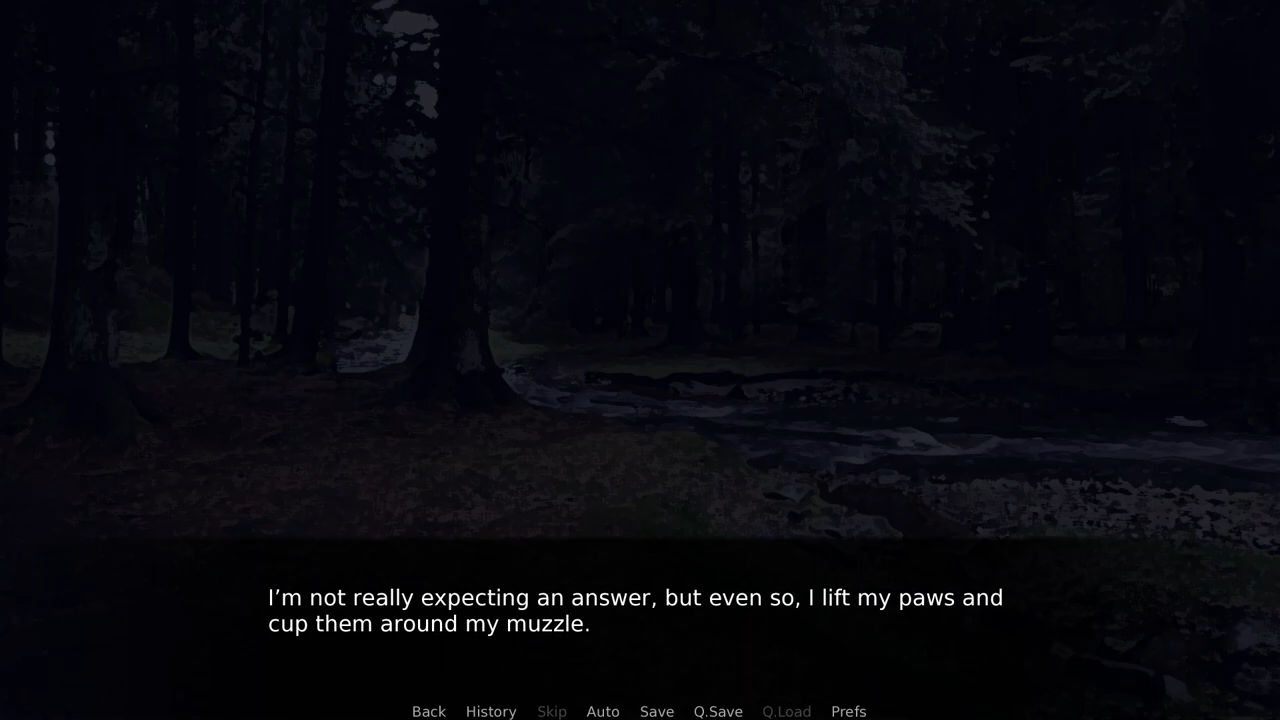 I’m not really expecting an answer, but even so, I lift my paws and
cup them around my muzzle.
Back History Skip Auto Save Q.Save Q.Load Prefs